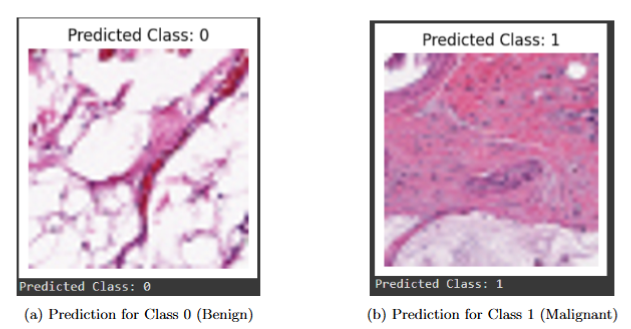 Predicted Class: 0
Predicted Class: 0
(a) Prediction for Class 0 (Benign)
Predicted Class: 1
Predicted Class: 1
(b) Prediction for Class 1 (Malignant)